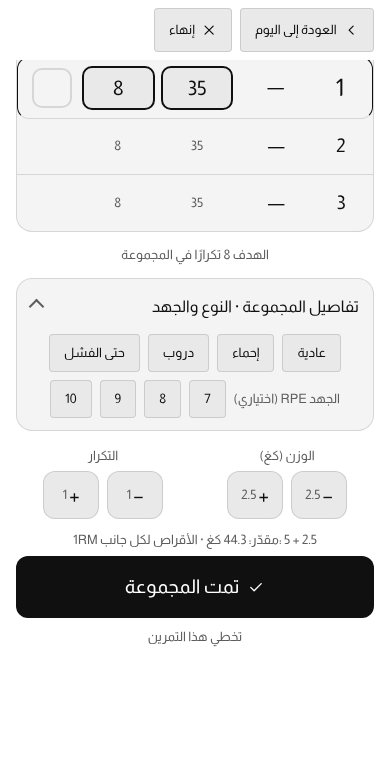 العودة إلى اليوم
إنهاء
1 — 35 8
2 — 35 8
3 — 35 8
الهدف 8 تكرارًا في المجموعة
تفاصيل المجموعة · النوع والجهد
عادية إحماء دروب حتى الفشل
الجهد RPE (اختياري) 7 8 9 10
الوزن (كغ) التكرار
−2.5 +2.5 −1 +1
1RM مقدّر: 44.3 كغ · الأقراص لكل جانب: 5 + 2.5
تمت المجموعة
تخطي هذا التمرين